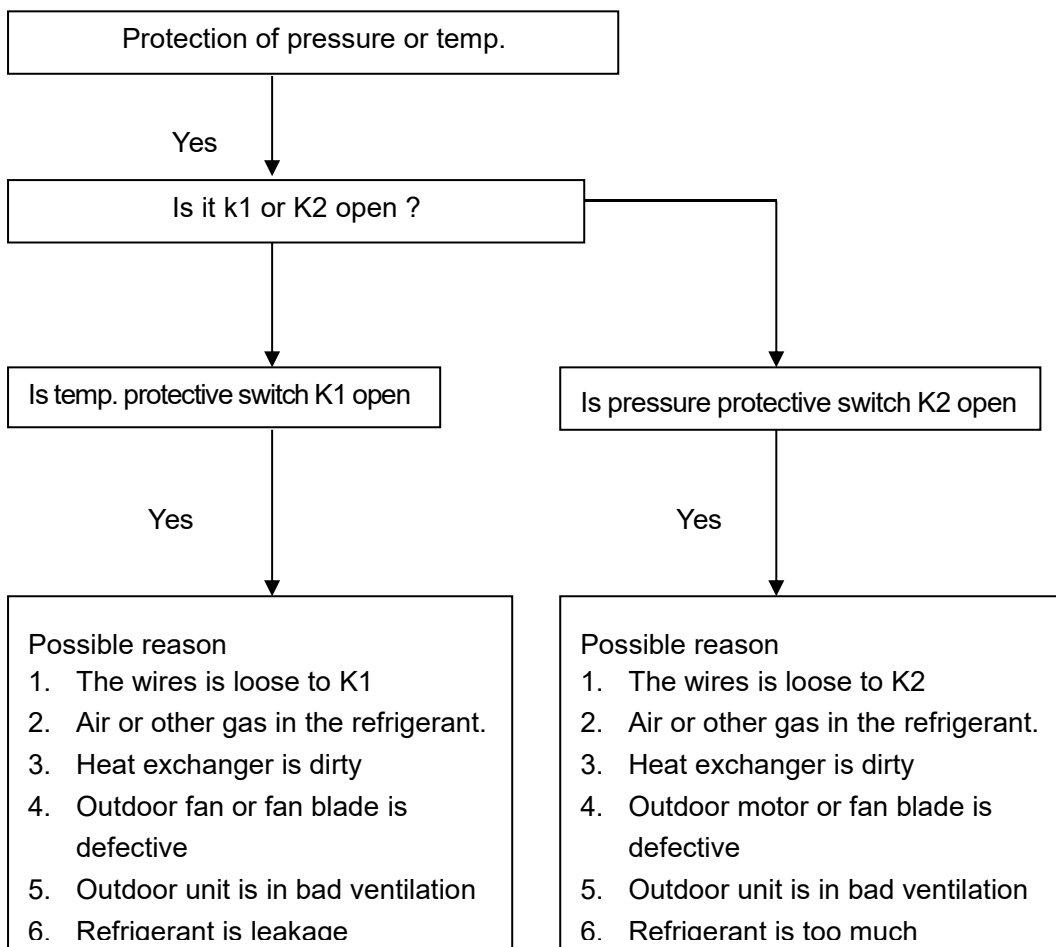 Protection of pressure or temp.
Yes
Is it k1 or K2 open ?
Is temp. protective switch K1 open
Is pressure protective switch K2 open
Yes
Yes
Possible reason
1. The wires is loose to K1
2. Air or other gas in the refrigerant.
3. Heat exchanger is dirty
4. Outdoor fan or fan blade is
defective
5. Outdoor unit is in bad ventilation
6. Refrigerant is leakage
Possible reason
1. The wires is loose to K2
2. Air or other gas in the refrigerant.
3. Heat exchanger is dirty
4. Outdoor motor or fan blade is
defective
5. Outdoor unit is in bad ventilation
6. Refrigerant is too much